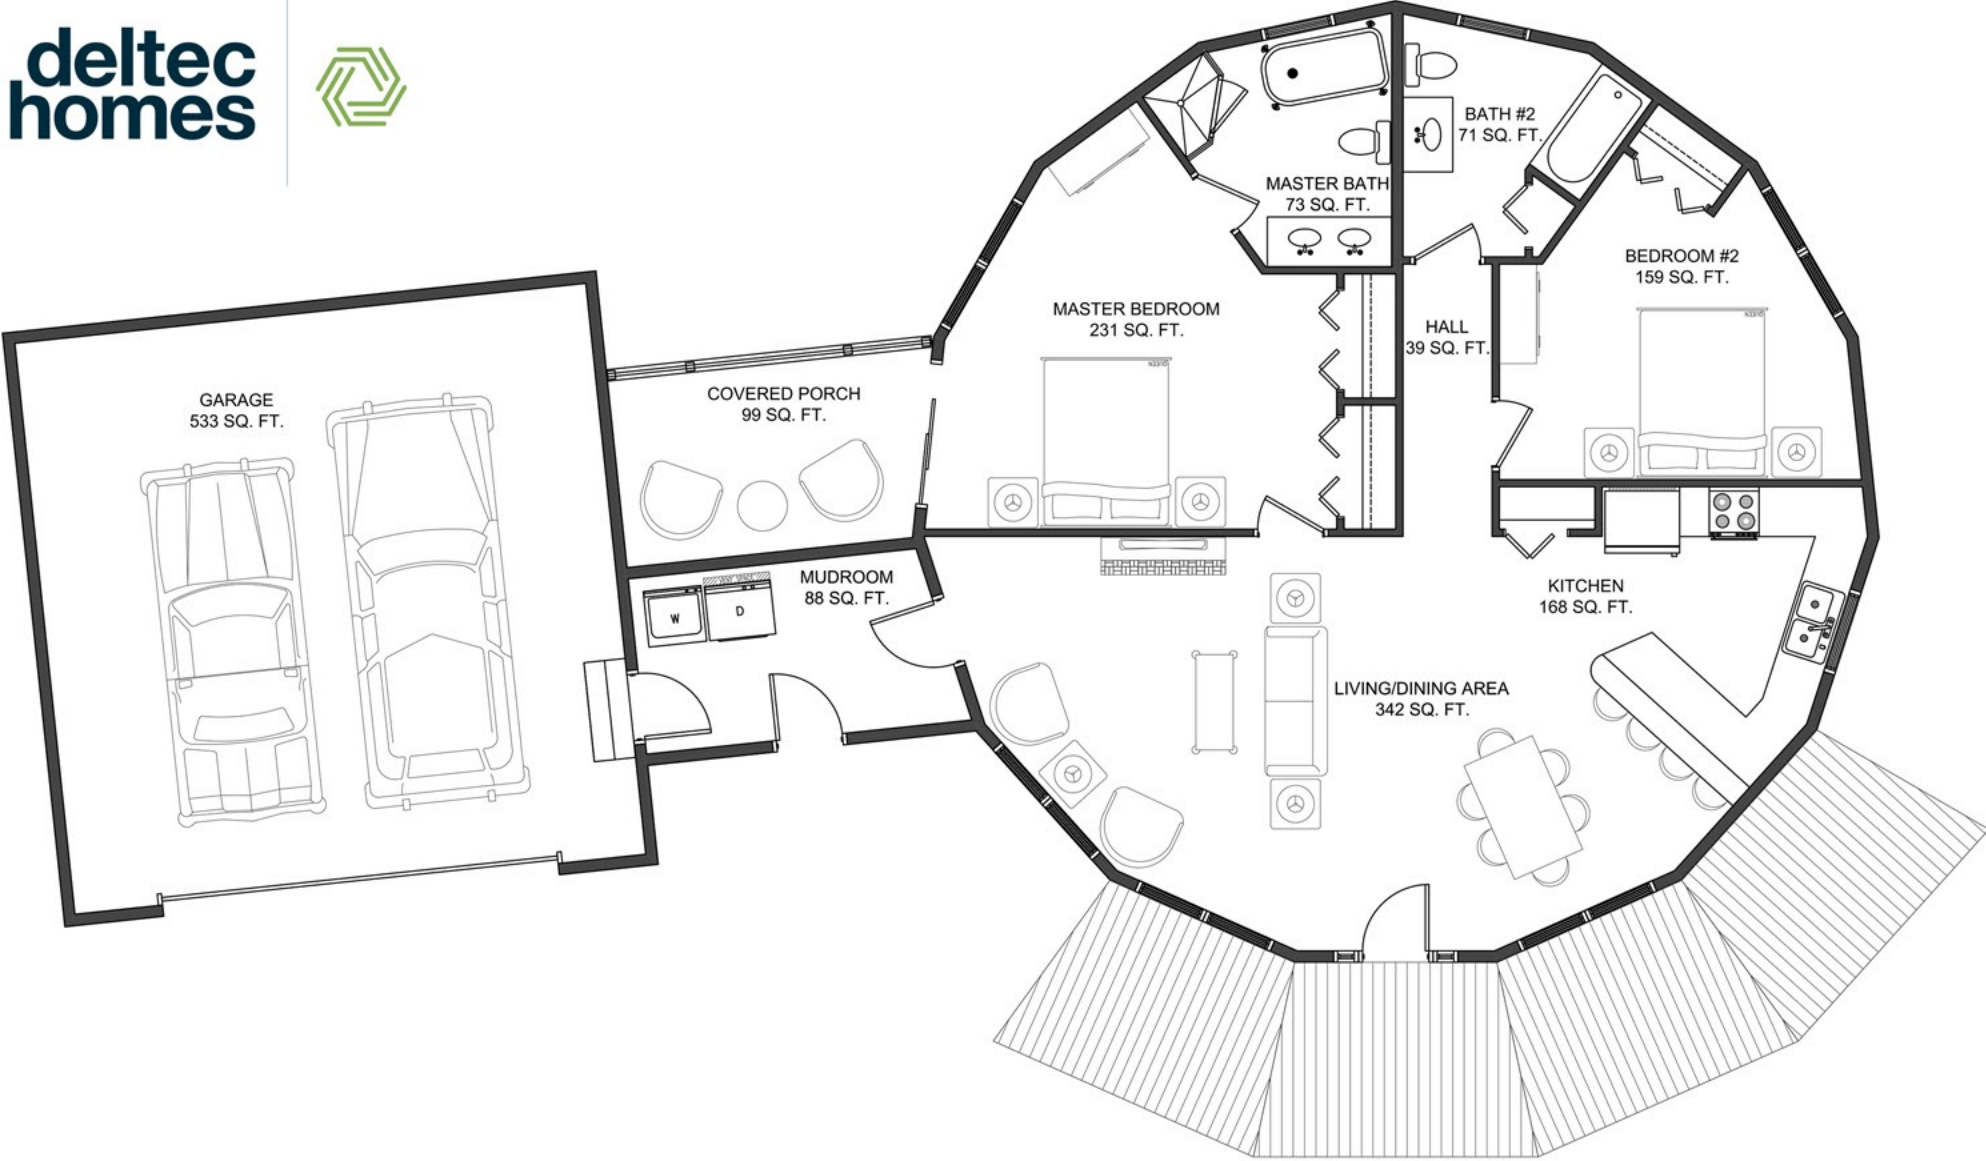 deltec
homes
BATH #2
71 SQ. FT.
MASTER BATH
73 SQ. FT.
BEDROOM #2
159 SQ. FT.
MASTER BEDROOM
231 SQ. FT.
HALL
39 SQ. FT.
QUEEN
QUEEN
COVERED PORCH
99 SQ. FT.
GARAGE
533 SQ. FT.
MUDROOM
88 SQ. FT.
W
D
KITCHEN
168 SQ. FT.
LIVING/DINING AREA
342 SQ. FT.